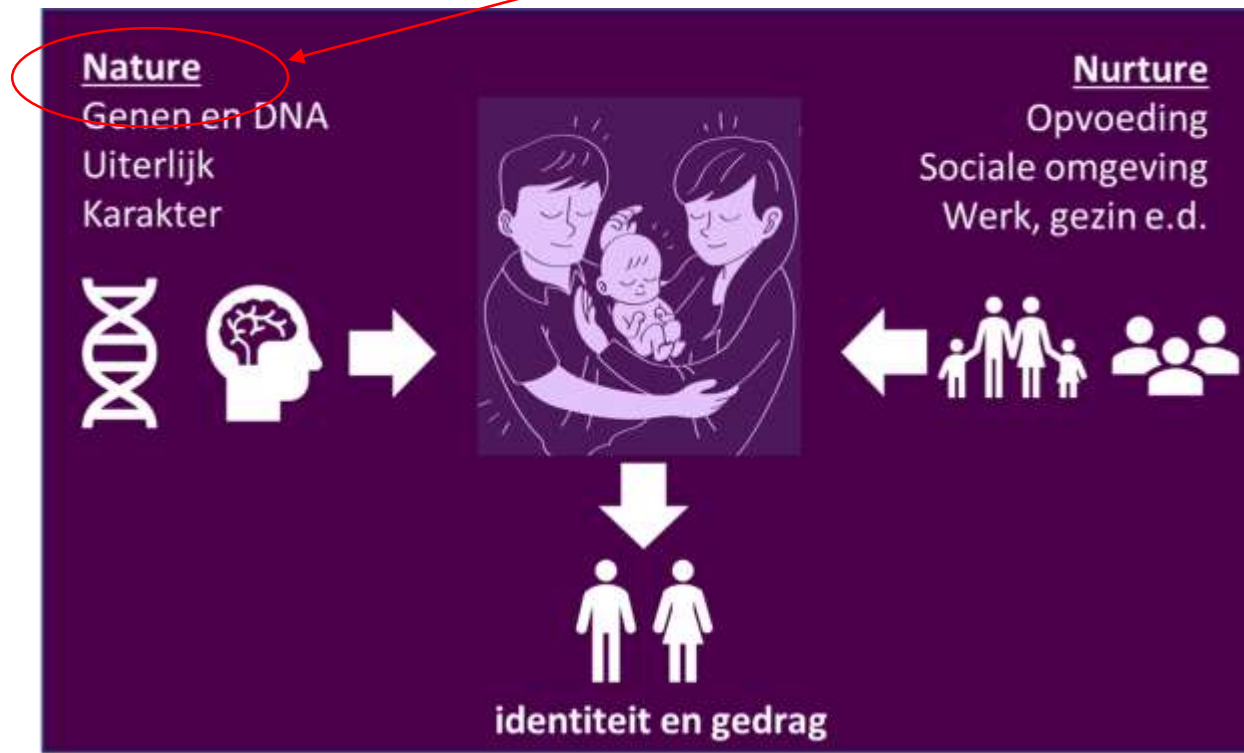 Nature
Genen en DNA
Uiterlijk
Karakter
Nurture
Opvoeding
Sociale omgeving
Werk, gezin e.d.
identiteit en gedrag